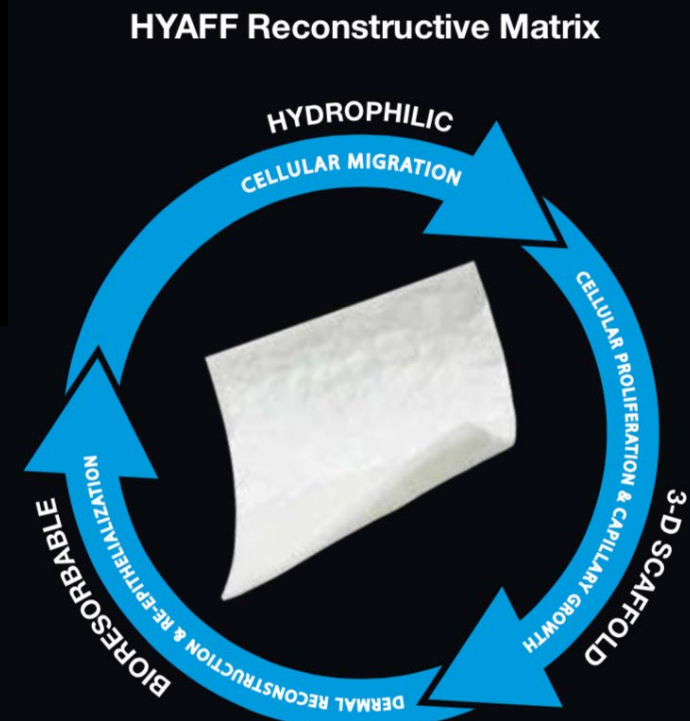 HYAFF Reconstructive Matrix
HYDROPHILIC
CELLULAR MIGRATION
CELLULAR PROLIFERATION & CAPILLARY GROWTH
3-D SCAFFOLD
DERMAL RECONSTRUCTION & RE-EPITHELIALIZATION
BIORESORBABLE